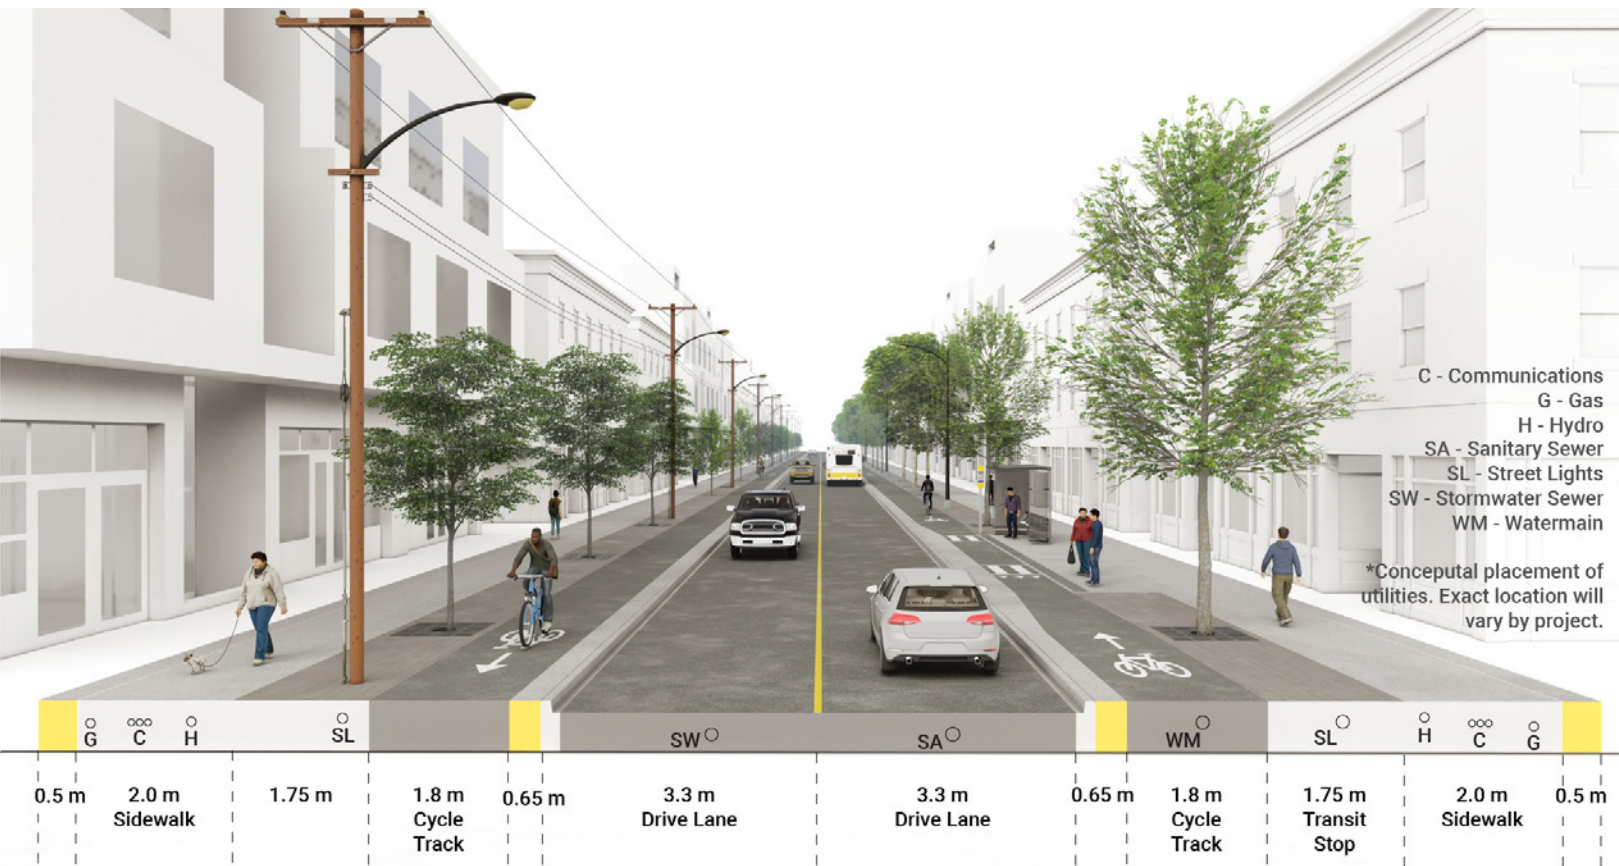 C - Communications
G - Gas
H - Hydro
SA - Sanitary Sewer
SL - Street Lights
SW - Stormwater Sewer
WM - Watermain
*Conceputal placement of
utilities. Exact location will
vary by project.
G C H SL SW SA WM SL H C G
0.5 m
2.0 m
Sidewalk
1.75 m
1.8 m
Cycle
Track
0.65 m
3.3 m
Drive Lane
3.3 m
Drive Lane
0.65 m
1.8 m
Cycle
Track
1.75 m
Transit
Stop
2.0 m
Sidewalk
0.5 m